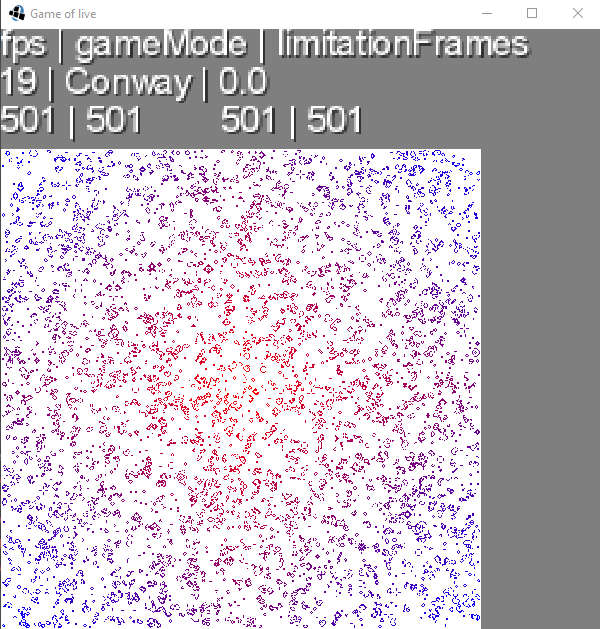 Game of live
fps | gameMode | limitationFrames
19 | Conway | 0.0
501 | 501 501 | 501